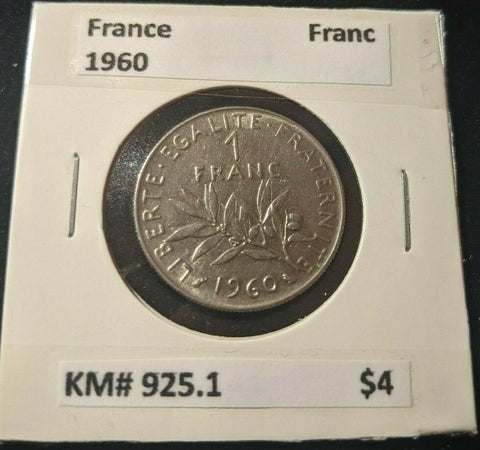 France Franc
1960
LIBERTE·EGALITE·FRATERNITE
1
FRANC
1960
KM# 925.1 $4